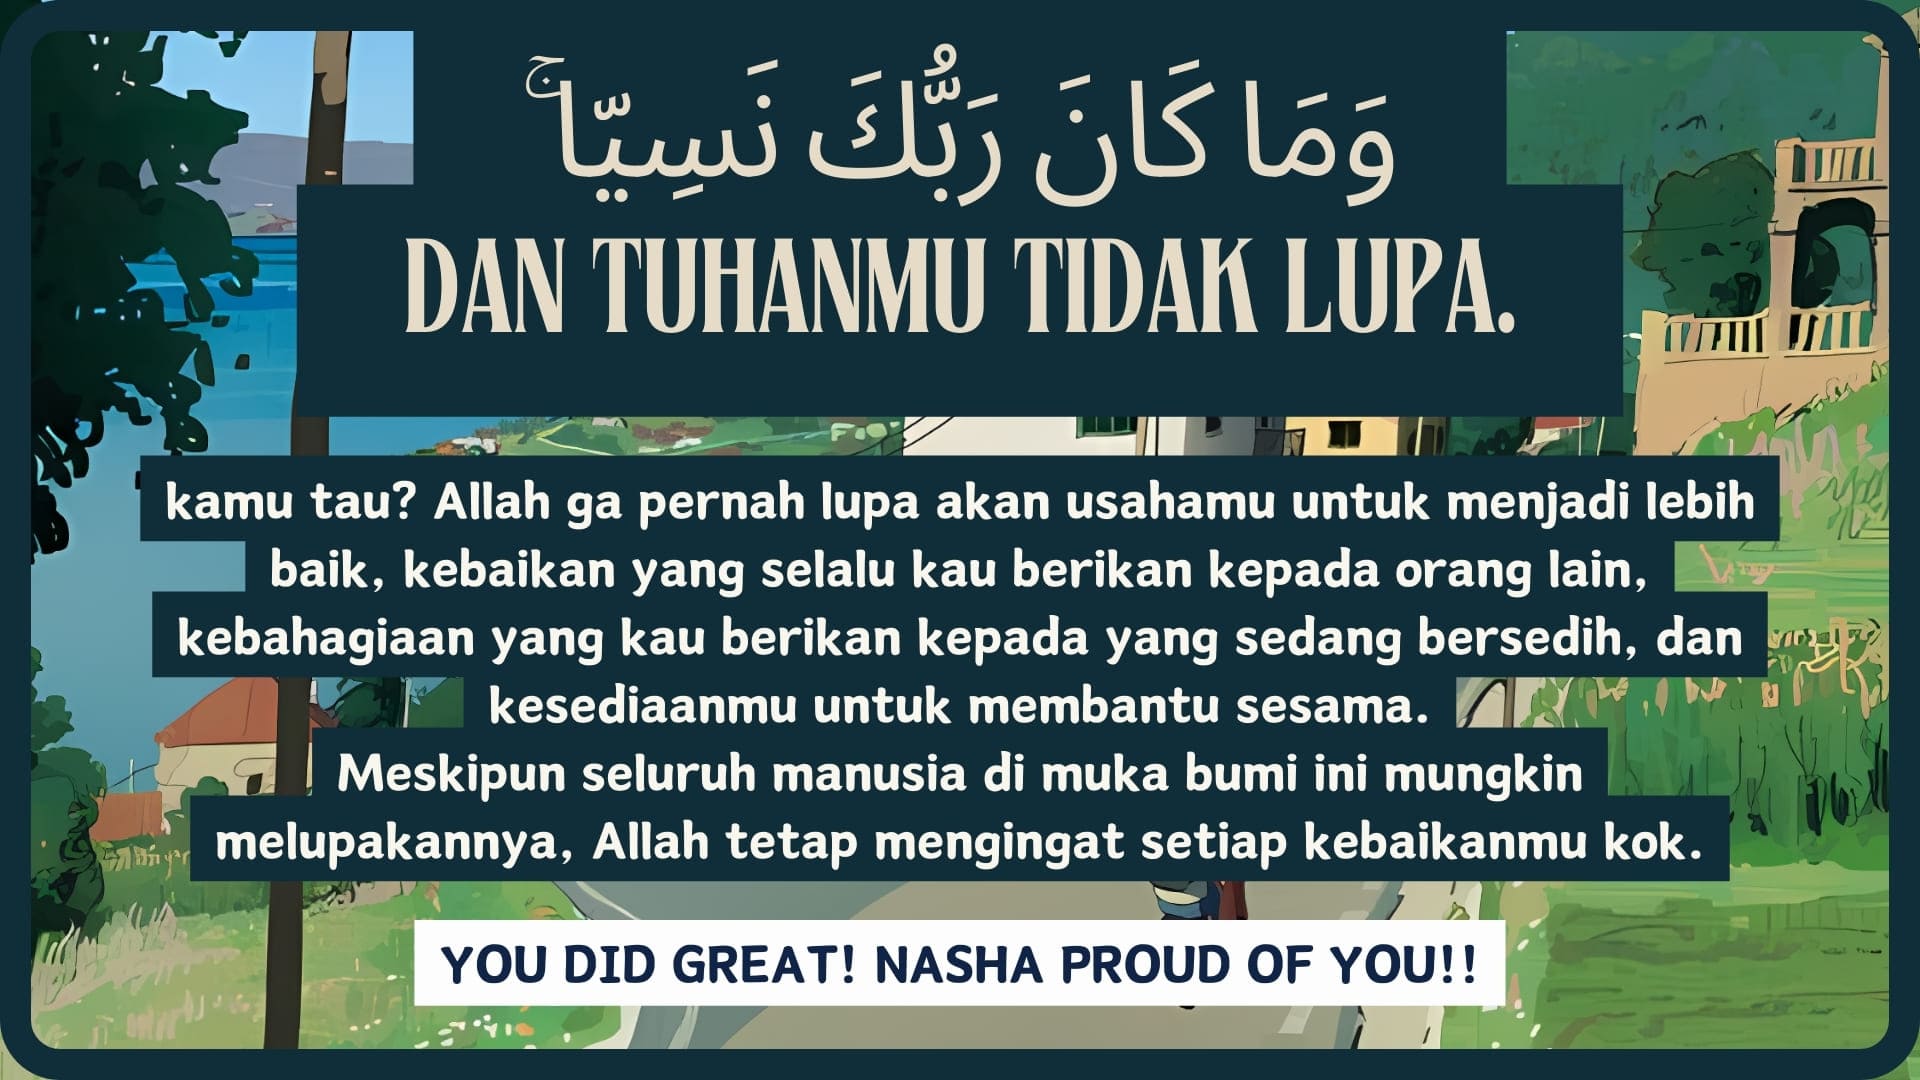 وَمَا كَانَ رَبُّكَ نَسِيّاۚ
DAN TUHANMU TIDAK LUPA.
kamu tau? Allah ga pernah lupa akan usahamu untuk menjadi lebih
baik, kebaikan yang selalu kau berikan kepada orang lain,
kebahagiaan yang kau berikan kepada yang sedang bersedih, dan
kesediaanmu untuk membantu sesama.
Meskipun seluruh manusia di muka bumi ini mungkin
melupakannya, Allah tetap mengingat setiap kebaikanmu kok.
YOU DID GREAT! NASHA PROUD OF YOU!!